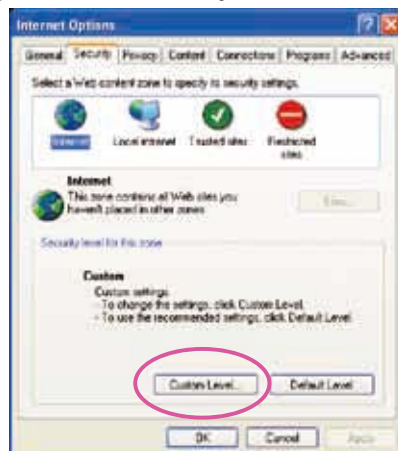 Internet Options
General Security Privacy Content Connections Programs Advanced
Select a Web content zone to specify its security settings.
Internet Local intranet Trusted sites Restricted sites
Internet
This zone contains all Web sites you
haven't placed in other zones
Sites...
Security level for this zone
Custom
Custom settings.
- To change the settings, click Custom Level.
- To use the recommended settings, click Default Level.
Custom Level... Default Level
OK Cancel Apply